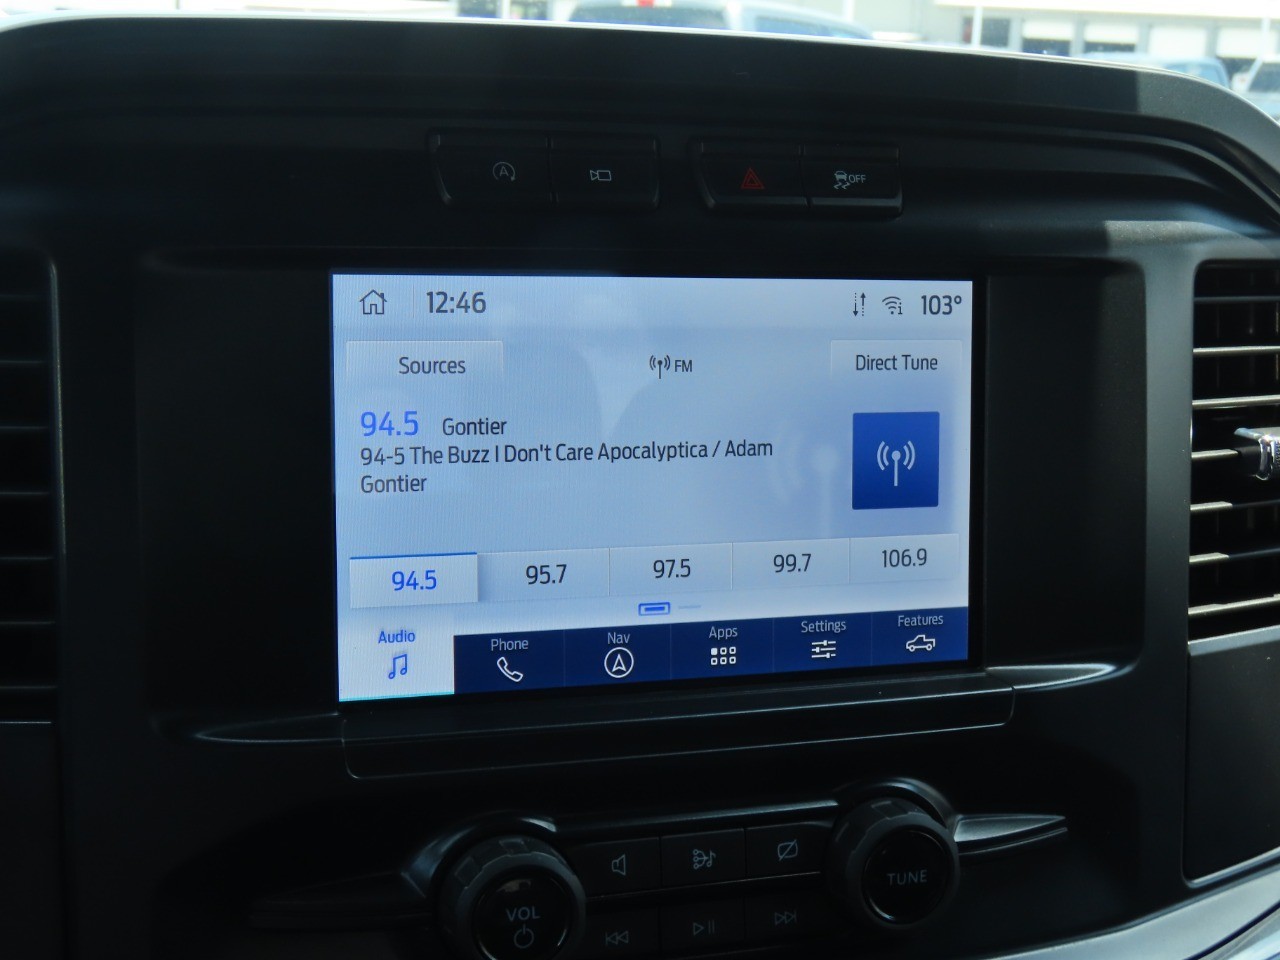 OFF
12:46
103°
Sources
FM
Direct Tune
94.5 Gontier
94-5 The Buzz I Don't Care Apocalyptica / Adam
Gontier
94.5 95.7 97.5 99.7 106.9
Audio Phone Nav Apps Settings Features
VOL
TUNE